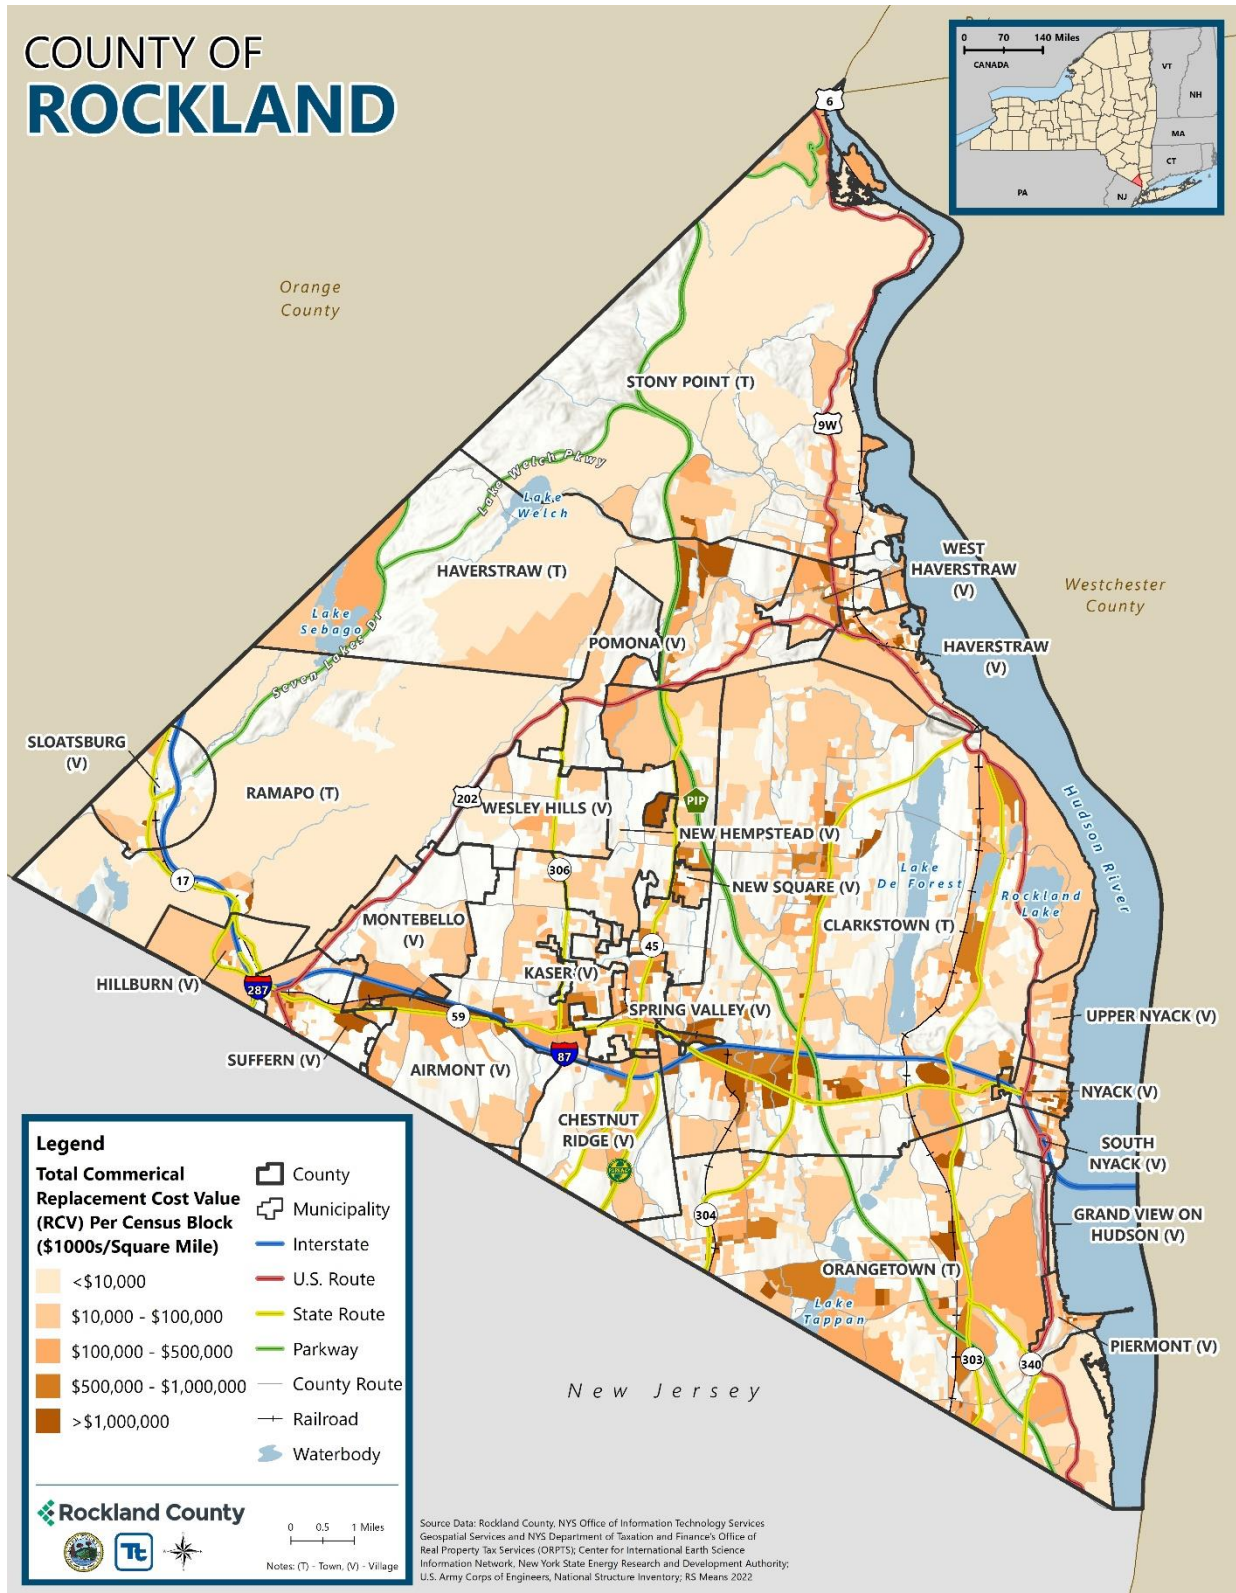 COUNTY OF
ROCKLAND
0 70 140 Miles
CANADA
VT
NH
MA
CT
PA
NJ
6
Orange
County
STONY POINT (T)
9W
Lake Welch Pkwy
Lake
Welch
WEST
HAVERSTRAW
(V)
Westchester
County
HAVERSTRAW (T)
Lake
Sebago
Seven Lakes Dr
POMONA (V)
HAVERSTRAW
(V)
SLOATSBURG
(V)
RAMAPO (T)
202
WESLEY HILLS (V)
PIP
NEW HEMPSTEAD (V)
Hudson River
17
306
NEW SQUARE (V)
Lake
De Forest
Rockland
Lake
MONTEBELLO
(V)
CLARKSTOWN (T)
45
KASER (V)
HILLBURN (V)
287
SPRING VALLEY (V)
UPPER NYACK (V)
59
SUFFERN (V)
87
AIRMONT (V)
NYACK (V)
CHESTNUT
RIDGE (V)
SOUTH
NYACK (V)
304
GRAND VIEW ON
HUDSON (V)
ORANGETOWN (T)
Lake
Tappan
PIERMONT (V)
303
340
New Jersey
Legend
Total Commerical
Replacement Cost Value
(RCV) Per Census Block
($1000s/Square Mile)
<$10,000
$10,000 - $100,000
$100,000 - $500,000
$500,000 - $1,000,000
>$1,000,000
County
Municipality
Interstate
U.S. Route
State Route
Parkway
County Route
Railroad
Waterbody
Rockland County
Tt
0 0.5 1 Miles
Notes: (T) - Town, (V) - Village
Source Data: Rockland County, NYS Office of Information Technology Services
Geospatial Services and NYS Department of Taxation and Finance's Office of
Real Property Tax Services (ORPTS); Center for International Earth Science
Information Network, New York State Energy Research and Development Authority;
U.S. Army Corps of Engineers, National Structure Inventory; RS Means 2022